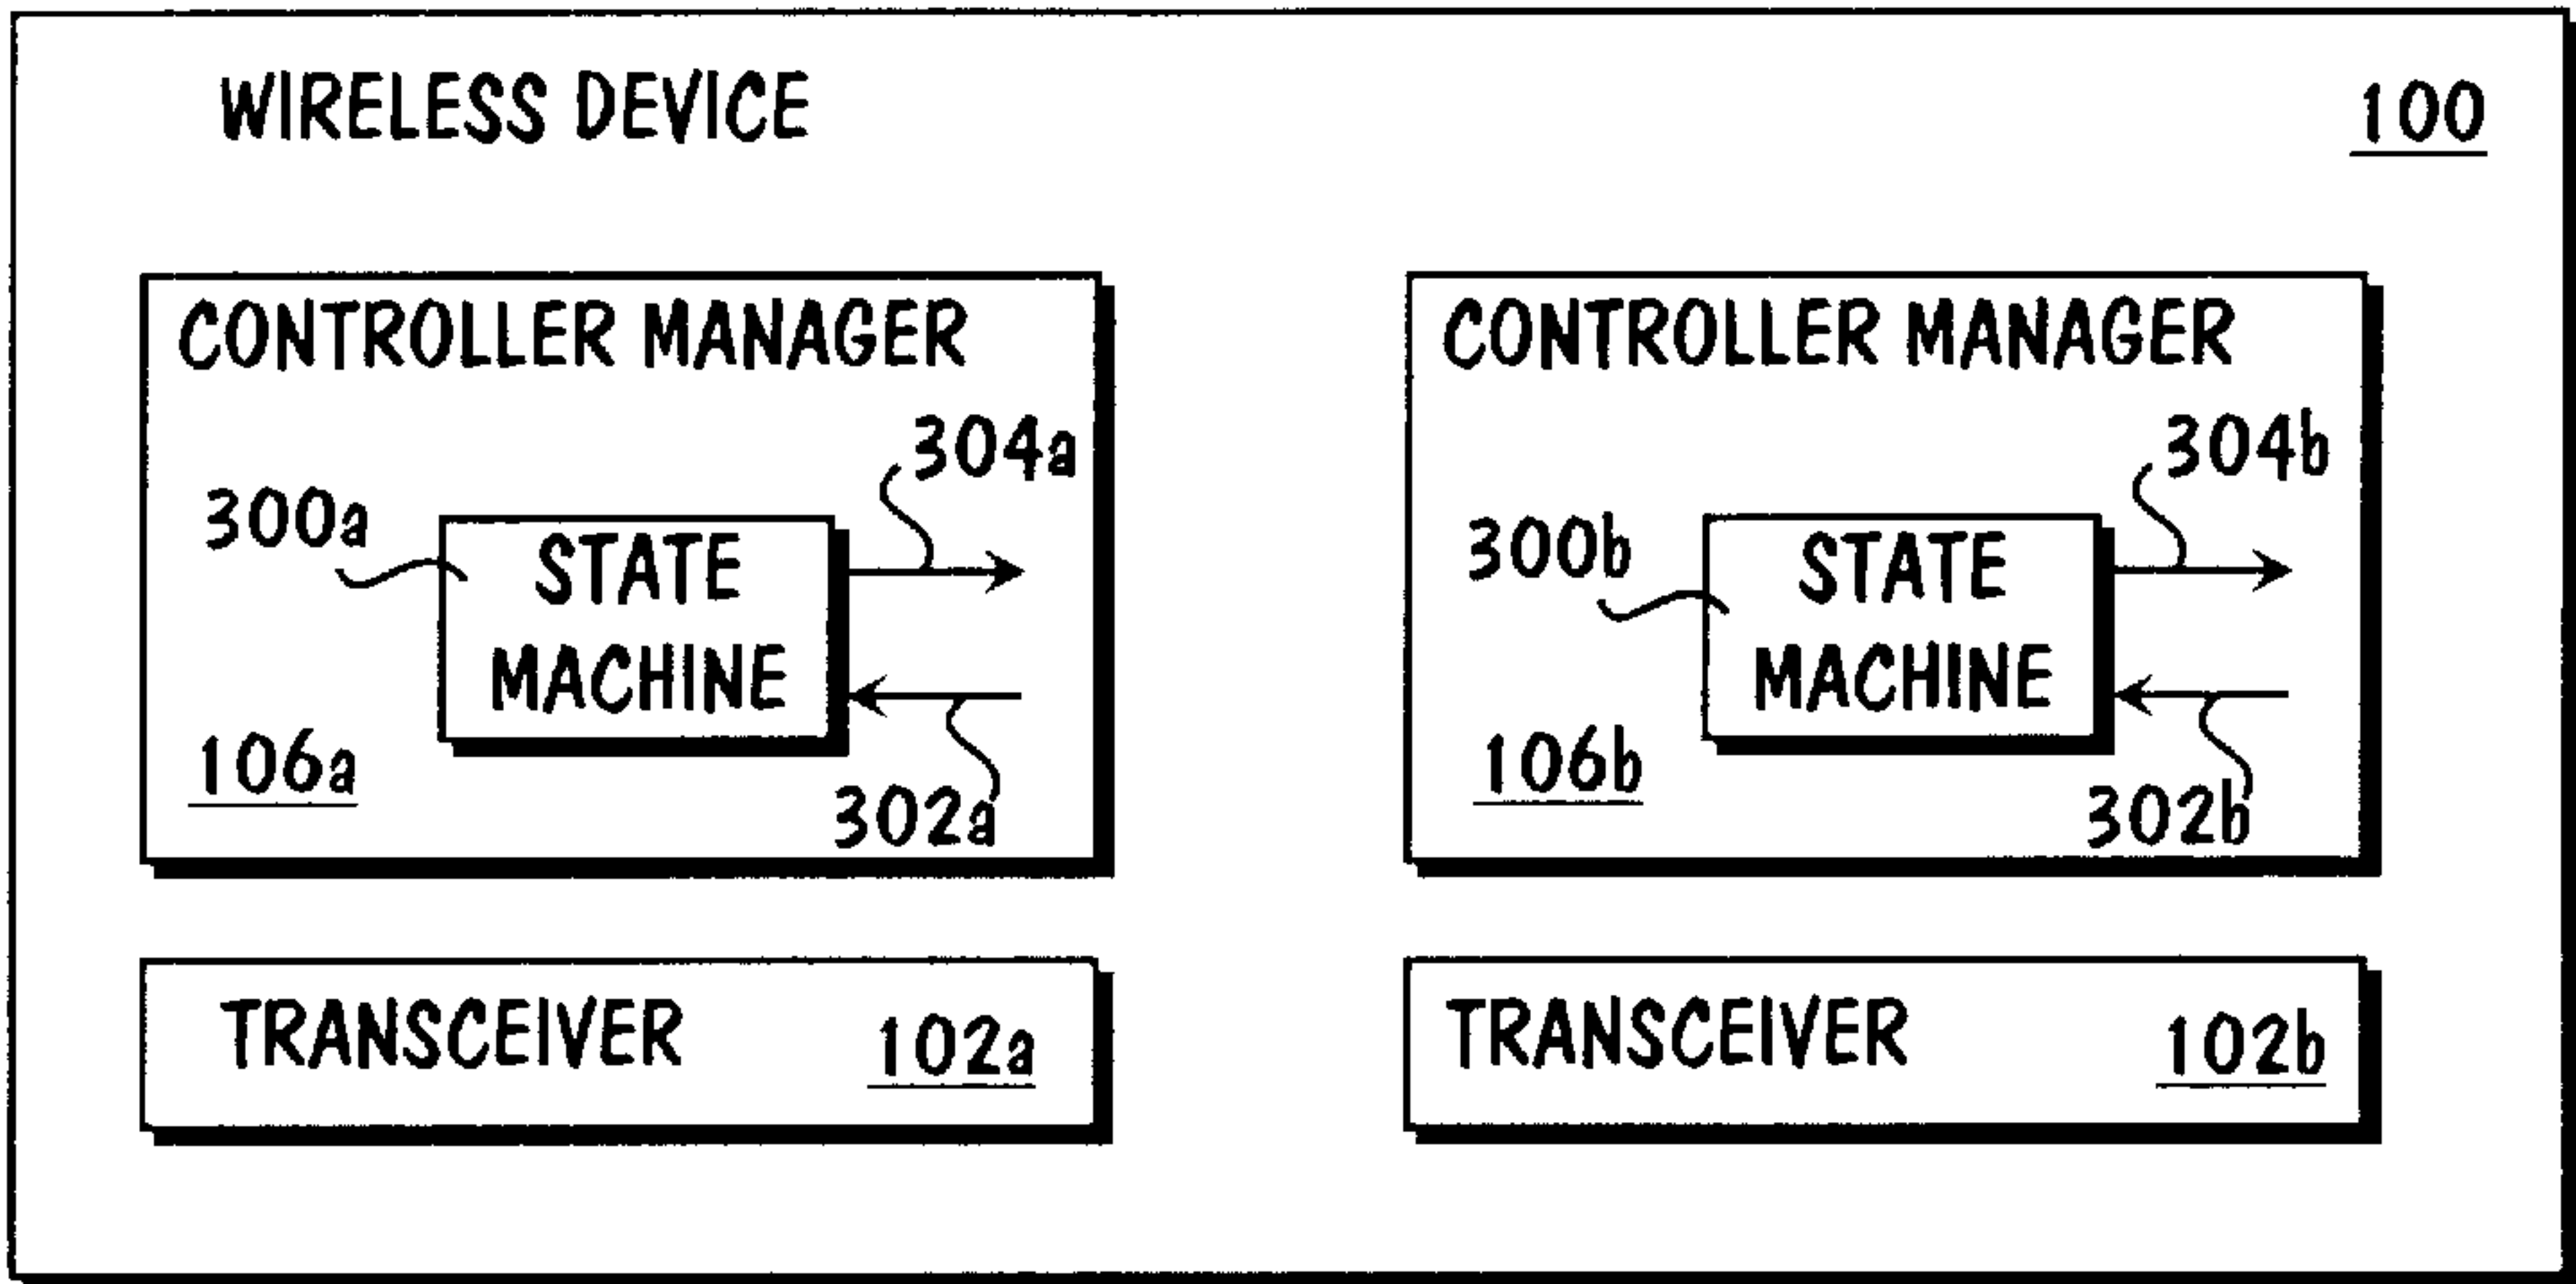 WIRELESS DEVICE 100
CONTROLLER MANAGER
304a
300a
STATE
MACHINE
106a
302a
CONTROLLER MANAGER
304b
300b
STATE
MACHINE
106b
302b
TRANSCEIVER 102a
TRANSCEIVER 102b